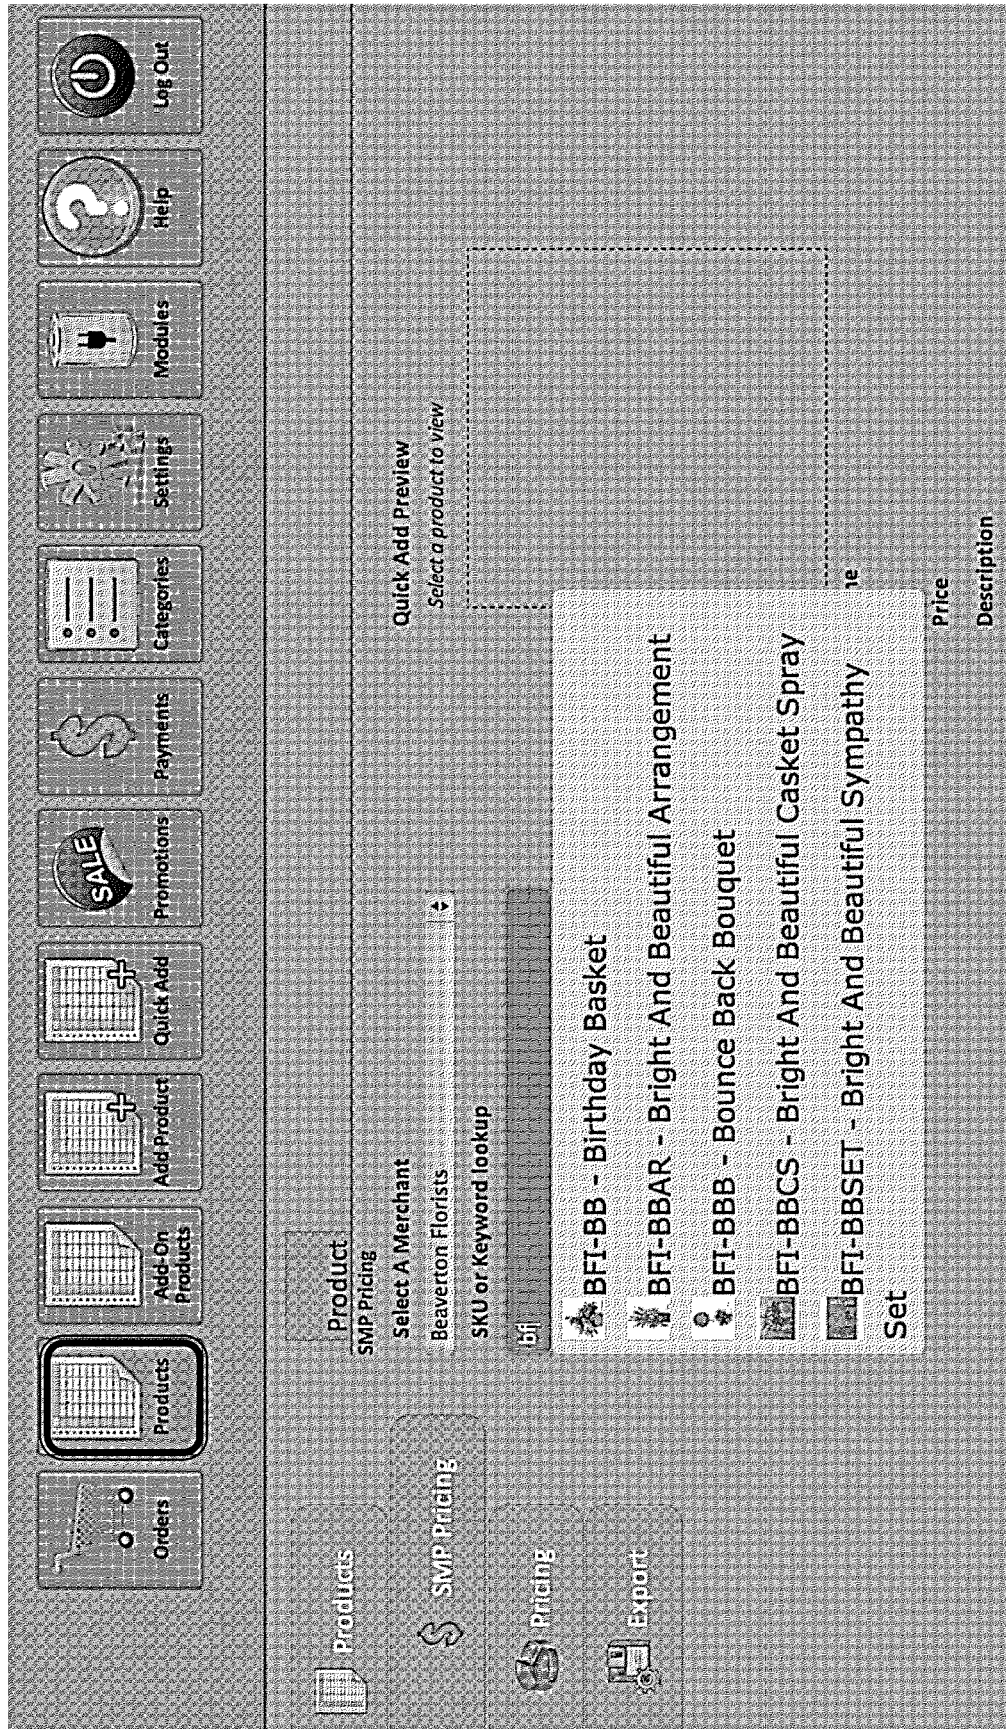 Orders
Products
Add-On
Products
Add Product
Quick Add
SALE
Promotions
Payments
Categories
Settings
Modules
Help
Log Out
Products
SMP Pricing
Pricing
Export
Product
SMP Pricing
Select A Merchant
Beaverton Florists
SKU or Keyword lookup
bfi
BFI-BB - Birthday Basket
BFI-BBAR - Bright And Beautiful Arrangement
BFI-BBB - Bounce Back Bouquet
BFI-BBCS - Bright And Beautiful Casket Spray
BFI-BBSET - Bright And Beautiful Sympathy
Set
Quick Add Preview
Select a product to view
Price
Description